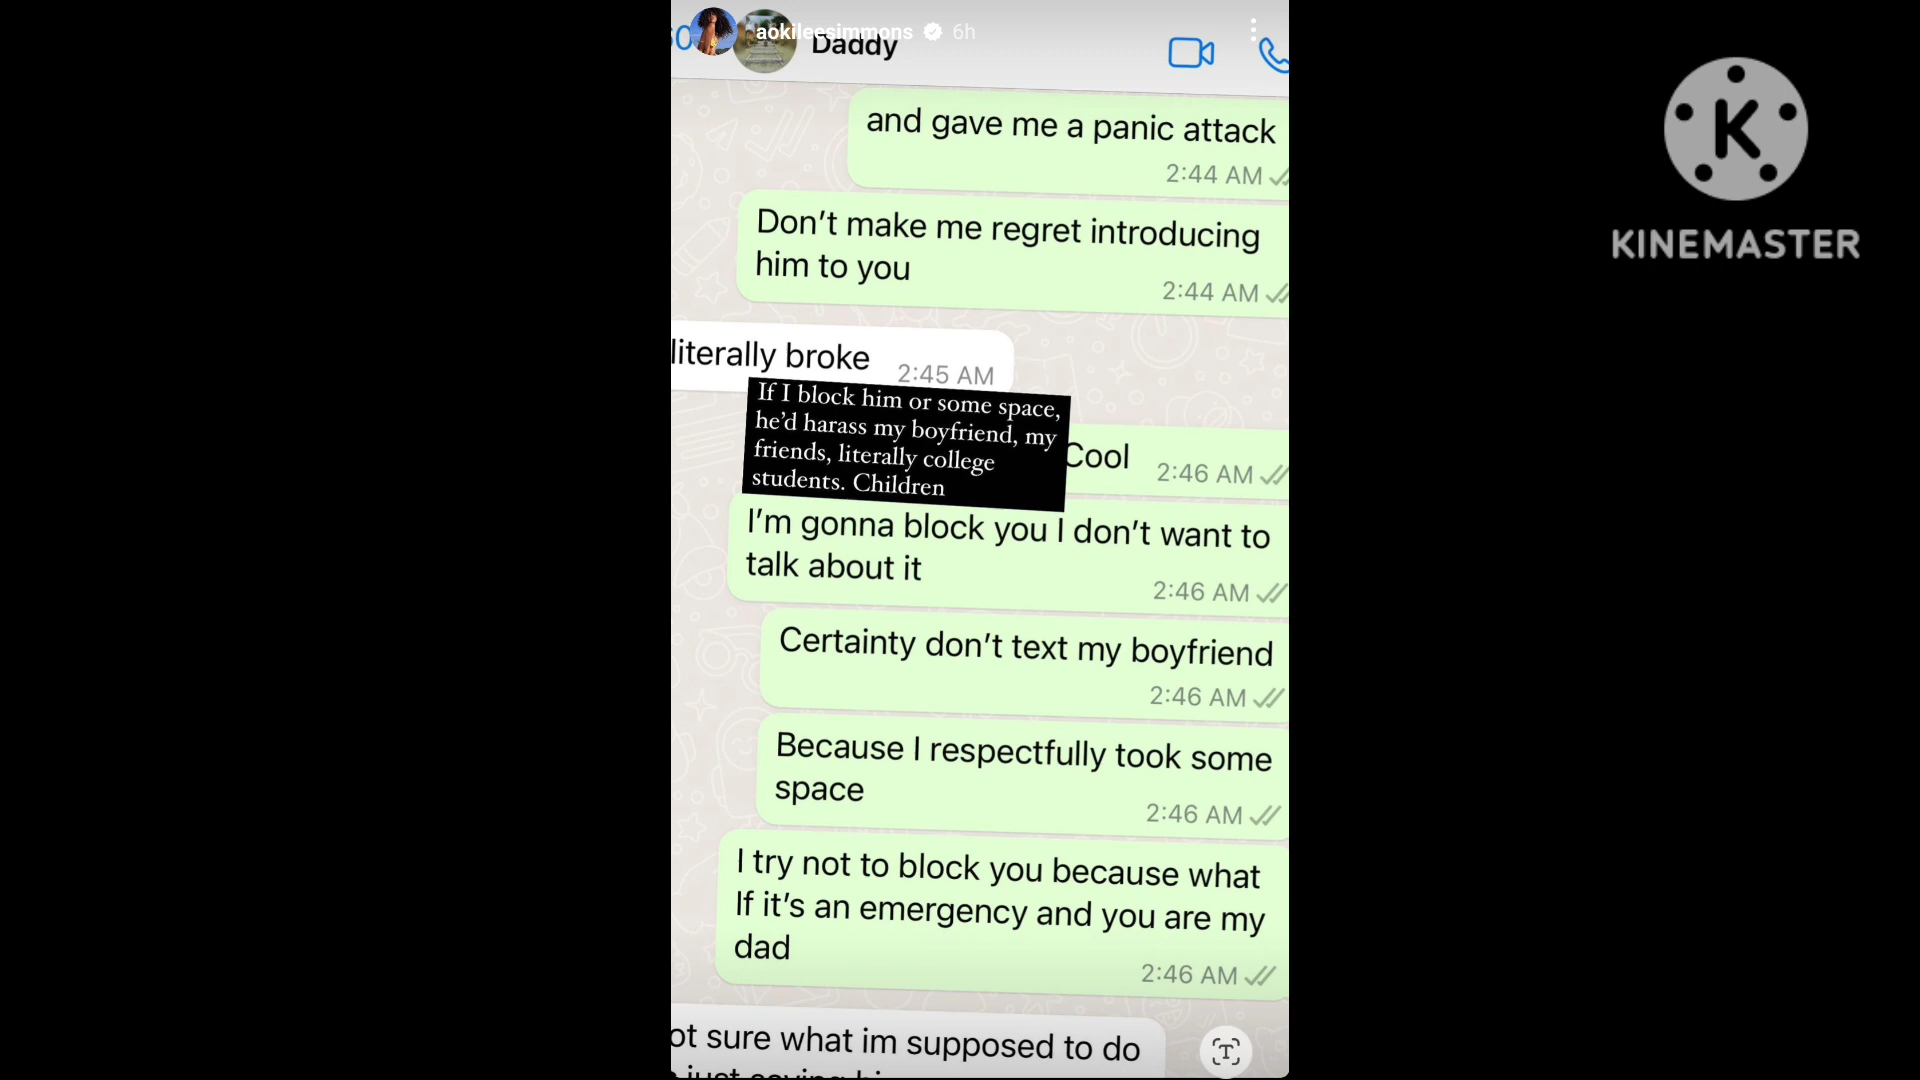 aokileesimmons 6h
Daddy
and gave me a panic attack
2:44 AM
Don't make me regret introducing
him to you
2:44 AM
literally broke 2:45 AM
If I block him or some space,
he'd harass my boyfriend, my
friends, literally college
students. Children
Cool 2:46 AM
I'm gonna block you I don't want to
talk about it
2:46 AM
Certainty don't text my boyfriend
2:46 AM
Because I respectfully took some
space
2:46 AM
I try not to block you because what
If it's an emergency and you are my
dad
2:46 AM
sure what im supposed to do
just saying
K
KINEMASTER